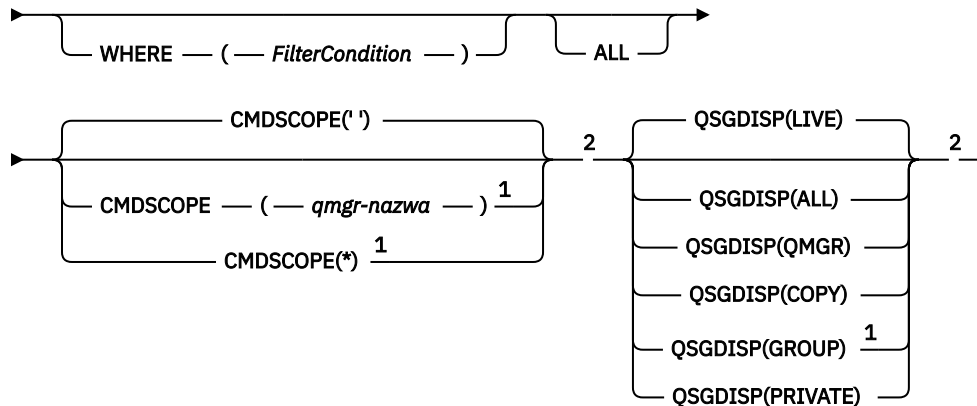 WHERE ( FilterCondition ) ALL
CMDSCOPE(' ') QSGDISP(LIVE)
2 2
CMDSCOPE ( qmgr-nazwa ) 1 QSGDISP(ALL)
CMDSCOPE(*) 1 QSGDISP(QMGR)
QSGDISP(COPY)
QSGDISP(GROUP) 1
QSGDISP(PRIVATE)